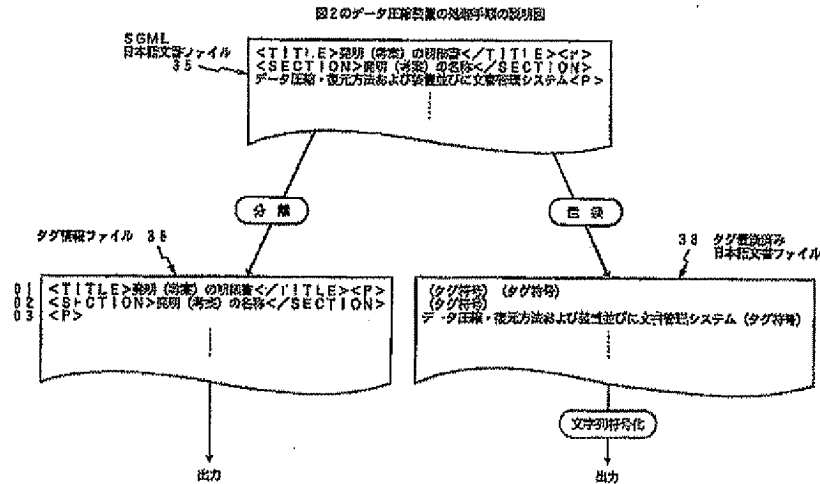 図2のデータ圧縮装置の処理手順の説明図
SGML
日本語文書ファイル
35
<TITLE>発明(考案)の明細書</TITLE><P>
<SECTION>発明(考案)の名称</SECTION>
データ圧縮・復元方法および装置並びに文書管理システム<P>
分離
置換
タグ情報ファイル 36
38 タグ置換済み
日本語文書ファイル
01 <TITLE>発明(考案)の明細書</TITLE><P>
02 <SECTION>発明(考案)の名称</SECTION>
03 <P>
(タグ符号)(タグ符号)
(タグ符号)
データ圧縮・復元方法および装置並びに文書管理システム(タグ符号)
文字列符号化
出力
出力